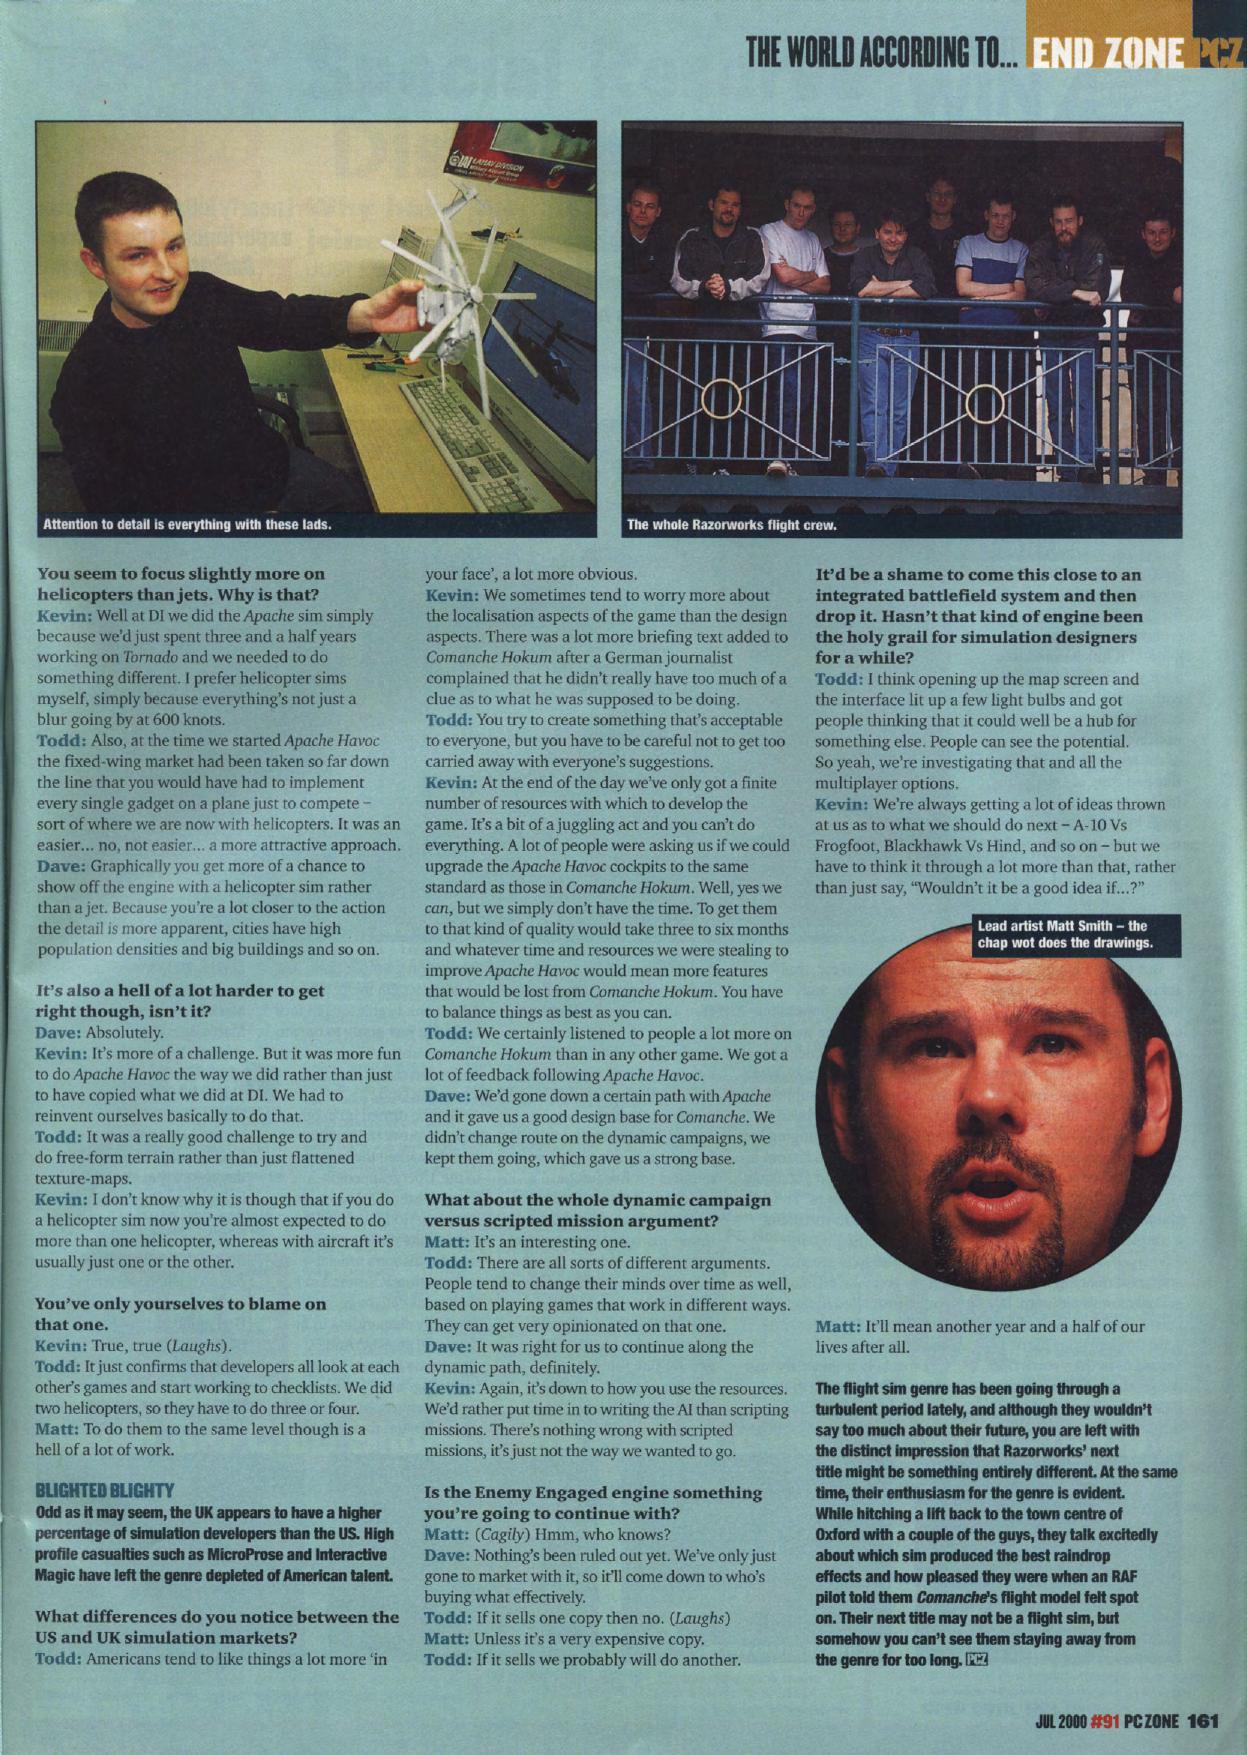 THE WORLD ACCORDING TO... END ZONE PCZ
LAHAV DIVISION
Attention to detail is everything with these lads.
The whole Razorworks flight crew.
You seem to focus slightly more on
helicopters than jets. Why is that?
Kevin: Well at DI we did the Apache sim simply
because we'd just spent three and a half years
working on Tornado and we needed to do
something different. I prefer helicopter sims
myself, simply because everything's not just a
blur going by at 600 knots.
Todd: Also, at the time we started Apache Havoc
the fixed-wing market had been taken so far down
the line that you would have had to implement
every single gadget on a plane just to compete –
sort of where we are now with helicopters. It was an
easier... no, not easier... a more attractive approach.
Dave: Graphically you get more of a chance to
show off the engine with a helicopter sim rather
than a jet. Because you're a lot closer to the action
the detail is more apparent, cities have high
population densities and big buildings and so on.
It's also a hell of a lot harder to get
right though, isn't it?
Dave: Absolutely.
Kevin: It's more of a challenge. But it was more fun
to do Apache Havoc the way we did rather than just
to have copied what we did at DI. We had to
reinvent ourselves basically to do that.
Todd: It was a really good challenge to try and
do free-form terrain rather than just flattened
texture-maps.
Kevin: I don't know why it is though that if you do
a helicopter sim now you're almost expected to do
more than one helicopter, whereas with aircraft it's
usually just one or the other.
You've only yourselves to blame on
that one.
Kevin: True, true (Laughs).
Todd: It just confirms that developers all look at each
other's games and start working to checklists. We did
two helicopters, so they have to do three or four.
Matt: To do them to the same level though is a
hell of a lot of work.
BLIGHTED BLIGHTY
Odd as it may seem, the UK appears to have a higher
percentage of simulation developers than the US. High
profile casualties such as MicroProse and Interactive
Magic have left the genre depleted of American talent.
What differences do you notice between the
US and UK simulation markets?
Todd: Americans tend to like things a lot more 'in
your face', a lot more obvious.
Kevin: We sometimes tend to worry more about
the localisation aspects of the game than the design
aspects. There was a lot more briefing text added to
Comanche Hokum after a German journalist
complained that he didn't really have too much of a
clue as to what he was supposed to be doing.
Todd: You try to create something that's acceptable
to everyone, but you have to be careful not to get too
carried away with everyone's suggestions.
Kevin: At the end of the day we've only got a finite
number of resources with which to develop the
game. It's a bit of a juggling act and you can't do
everything. A lot of people were asking us if we could
upgrade the Apache Havoc cockpits to the same
standard as those in Comanche Hokum. Well, yes we
can, but we simply don't have the time. To get them
to that kind of quality would take three to six months
and whatever time and resources we were stealing to
improve Apache Havoc would mean more features
that would be lost from Comanche Hokum. You have
to balance things as best as you can.
Todd: We certainly listened to people a lot more on
Comanche Hokum than in any other game. We got a
lot of feedback following Apache Havoc.
Dave: We'd gone down a certain path with Apache
and it gave us a good design base for Comanche. We
didn't change route on the dynamic campaigns, we
kept them going, which gave us a strong base.
What about the whole dynamic campaign
versus scripted mission argument?
Matt: It's an interesting one.
Todd: There are all sorts of different arguments.
People tend to change their minds over time as well,
based on playing games that work in different ways.
They can get very opinionated on that one.
Dave: It was right for us to continue along the
dynamic path, definitely.
Kevin: Again, it's down to how you use the resources.
We'd rather put time in to writing the AI than scripting
missions. There's nothing wrong with scripted
missions, it's just not the way we wanted to go.
Is the Enemy Engaged engine something
you're going to continue with?
Matt: (Cagily) Hmm, who knows?
Dave: Nothing's been ruled out yet. We've only just
gone to market with it, so it'll come down to who's
buying what effectively.
Todd: If it sells one copy then no. (Laughs)
Matt: Unless it's a very expensive copy.
Todd: If it sells we probably will do another.
It'd be a shame to come this close to an
integrated battlefield system and then
drop it. Hasn't that kind of engine been
the holy grail for simulation designers
for a while?
Todd: I think opening up the map screen and
the interface lit up a few light bulbs and got
people thinking that it could well be a hub for
something else. People can see the potential.
So yeah, we're investigating that and all the
multiplayer options.
Kevin: We're always getting a lot of ideas thrown
at us as to what we should do next – A-10 Vs
Frogfoot, Blackhawk Vs Hind, and so on – but we
have to think it through a lot more than that, rather
than just say, "Wouldn't it be a good idea if...?"
Lead artist Matt Smith – the
chap wot does the drawings.
Matt: It'll mean another year and a half of our
lives after all.
The flight sim genre has been going through a
turbulent period lately, and although they wouldn't
say too much about their future, you are left with
the distinct impression that Razorworks' next
title might be something entirely different. At the same
time, their enthusiasm for the genre is evident.
While hitching a lift back to the town centre of
Oxford with a couple of the guys, they talk excitedly
about which sim produced the best raindrop
effects and how pleased they were when an RAF
pilot told them Comanche's flight model felt spot
on. Their next title may not be a flight sim, but
somehow you can't see them staying away from
the genre for too long. PCZ
JUL 2000 #91 PC ZONE 161